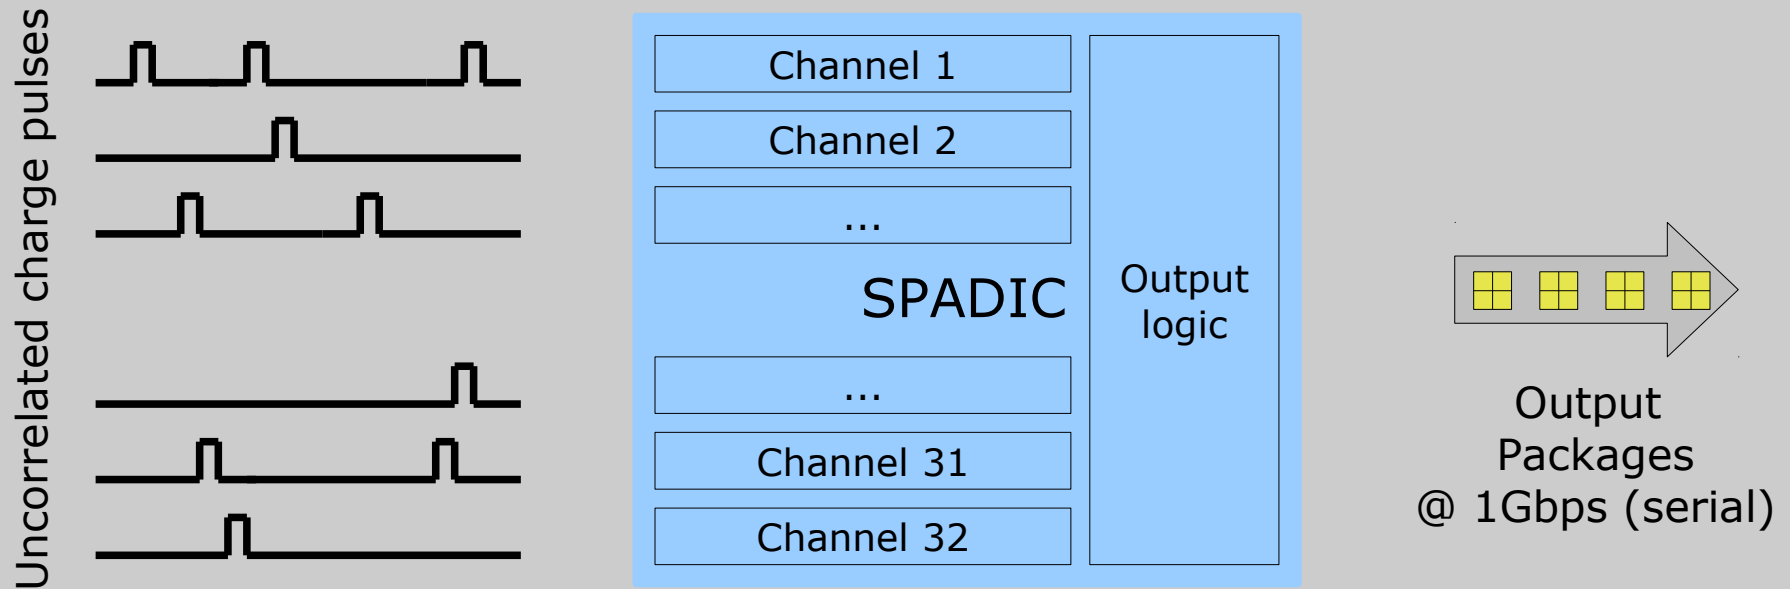 Uncorrelated charge pulses
Channel 1
Channel 2
...
SPADIC
...
Channel 31
Channel 32
Output
logic
Output
Packages
@ 1Gbps (serial)